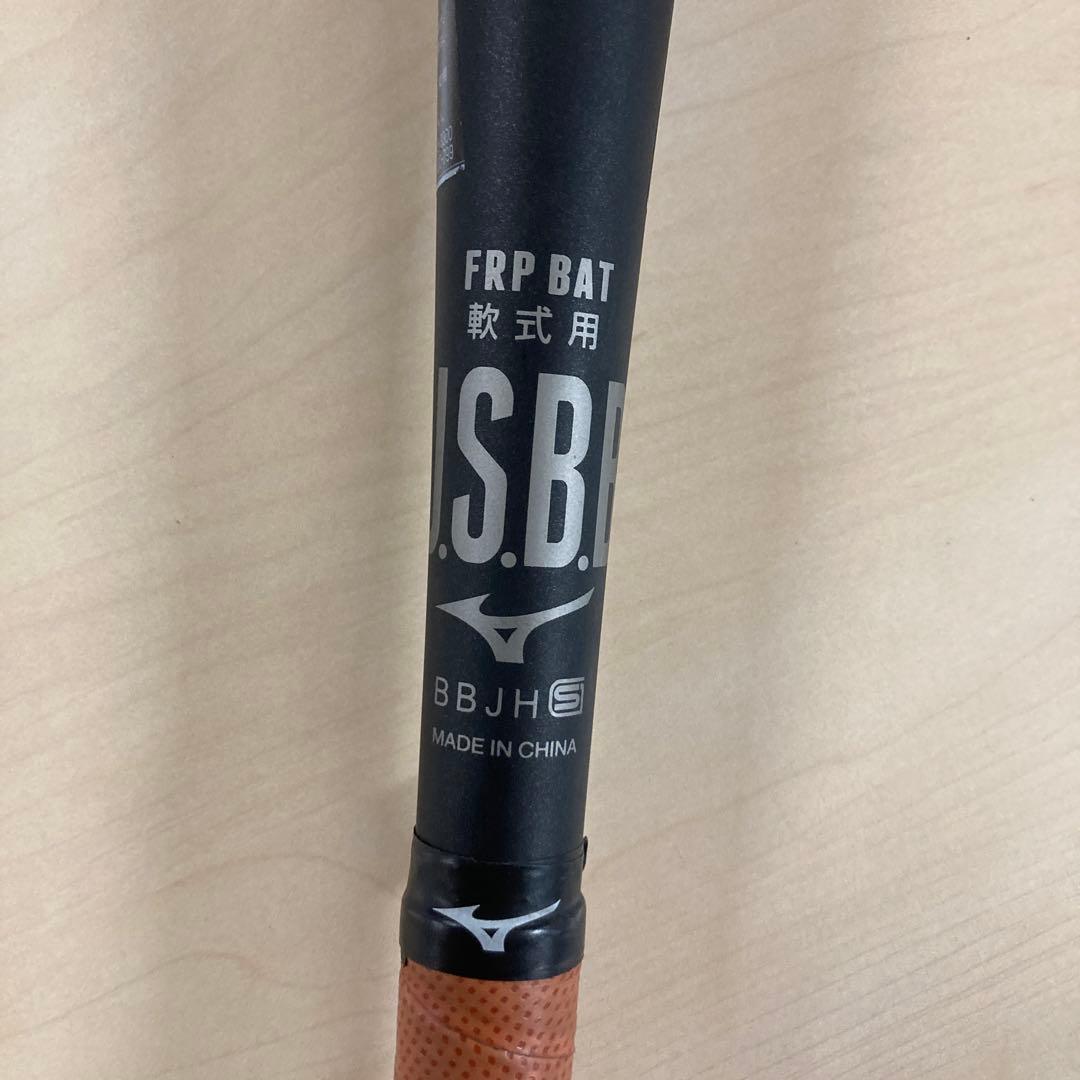 FRP BAT
軟式用
J.S.B.B
BBJH S
MADE IN CHINA